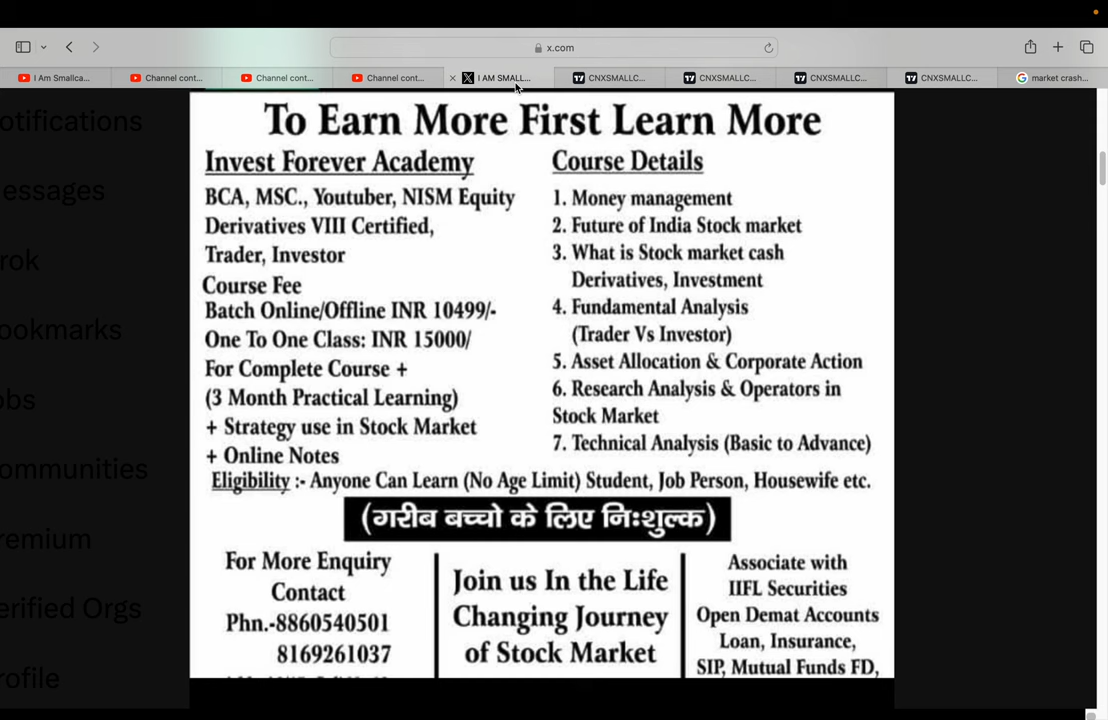 x.com
I Am Smallca...
Channel cont...
Channel cont...
Channel cont...
I AM SMALL...
CNXSMALLC...
CNXSMALLC...
CNXSMALLC...
CNXSMALLC...
market crash...
otifications
essages
rok
ookmarks
obs
ommunities
remium
erified Orgs
rofile
To Earn More First Learn More
Invest Forever Academy
BCA, MSC., Youtuber, NISM Equity
Derivatives VIII Certified,
Trader, Investor
Course Fee
Batch Online/Offline INR 10499/-
One To One Class: INR 15000/
For Complete Course +
(3 Month Practical Learning)
+ Strategy use in Stock Market
+ Online Notes
Course Details
1. Money management
2. Future of India Stock market
3. What is Stock market cash
Derivatives, Investment
4. Fundamental Analysis
(Trader Vs Investor)
5. Asset Allocation & Corporate Action
6. Research Analysis & Operators in
Stock Market
7. Technical Analysis (Basic to Advance)
Eligibility :- Anyone Can Learn (No Age Limit) Student, Job Person, Housewife etc.
(गरीब बच्चो के लिए निःशुल्क)
For More Enquiry
Contact
Phn.-8860540501
8169261037
Join us In the Life
Changing Journey
of Stock Market
Associate with
IIFL Securities
Open Demat Accounts
Loan, Insurance,
SIP, Mutual Funds FD,